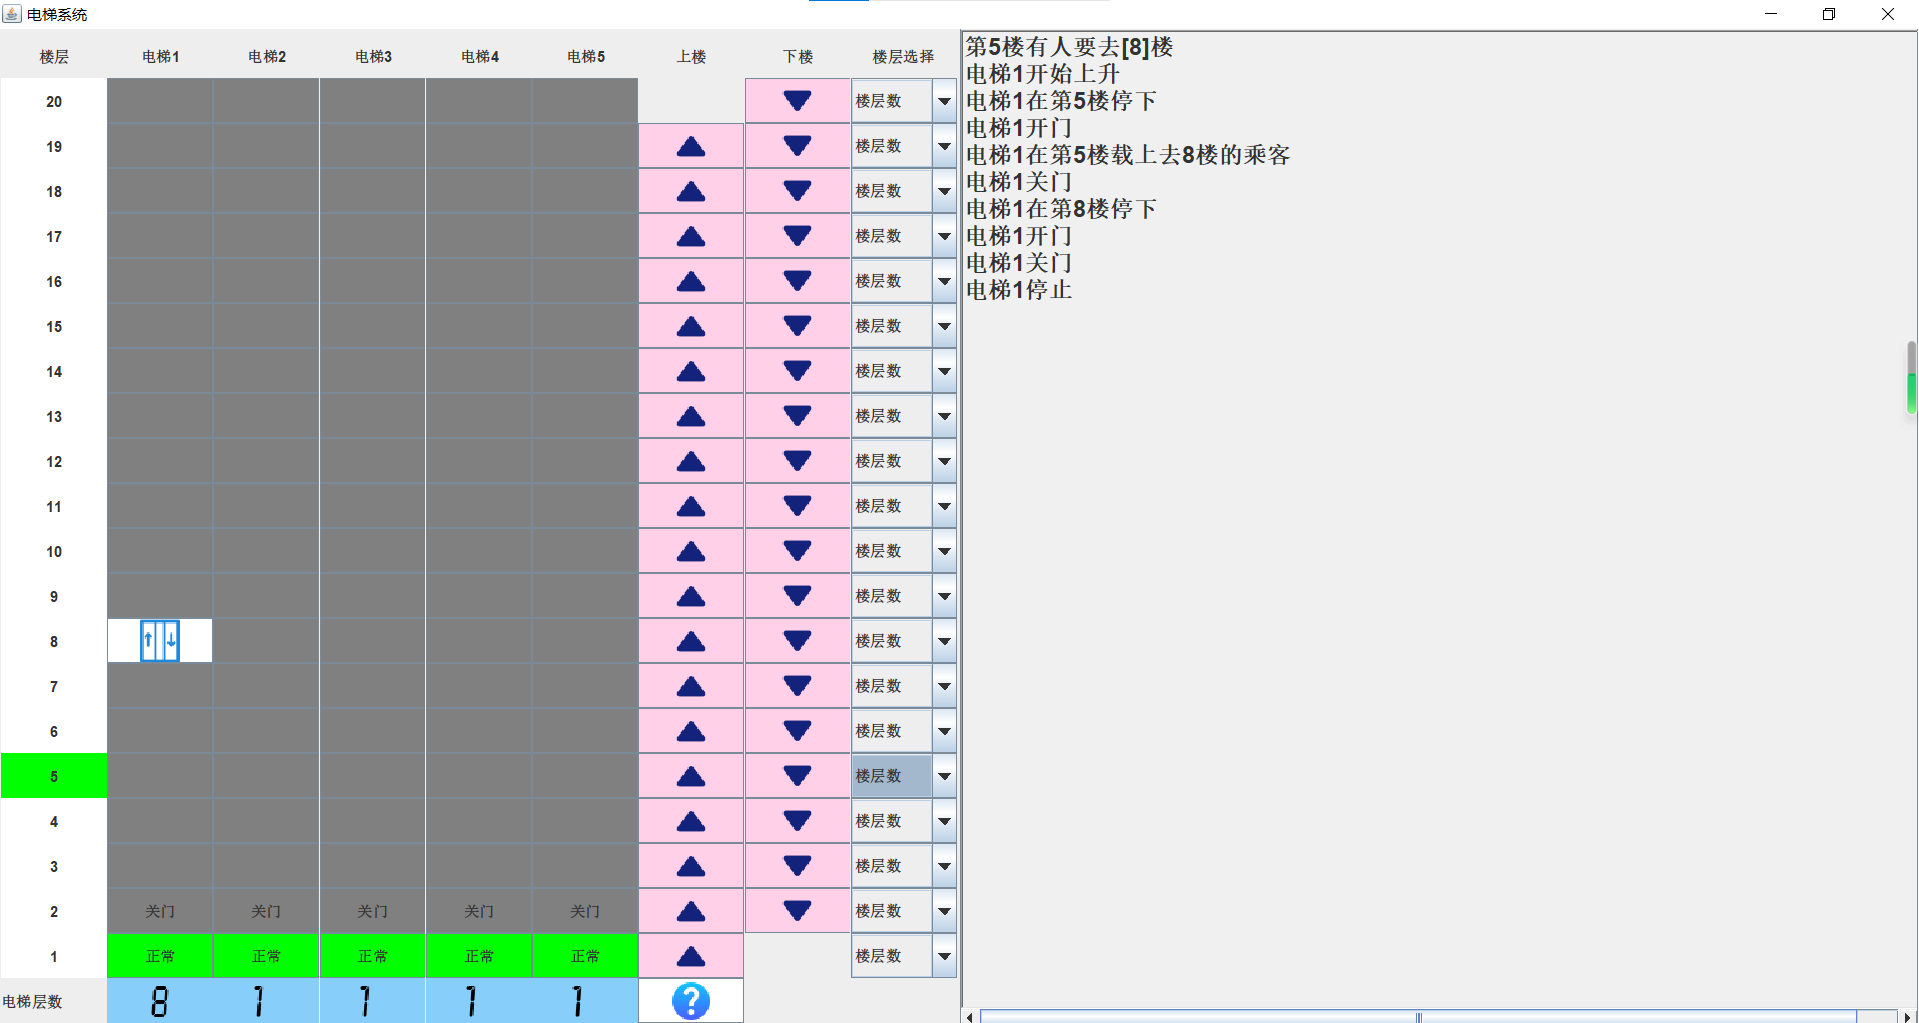 电梯系统
楼层 电梯1 电梯2 电梯3 电梯4 电梯5 上楼 下楼 楼层选择
20 楼层数
19 楼层数
18 楼层数
17 楼层数
16 楼层数
15 楼层数
14 楼层数
13 楼层数
12 楼层数
11 楼层数
10 楼层数
9 楼层数
8 楼层数
7 楼层数
6 楼层数
5 楼层数
4 楼层数
3 楼层数
2 关门 关门 关门 关门 关门 楼层数
1 正常 正常 正常 正常 正常 楼层数
电梯层数 8 1 1 1 1 ?
第5楼有人要去[8]楼
电梯1开始上升
电梯1在第5楼停下
电梯1开门
电梯1在第5楼载上去8楼的乘客
电梯1关门
电梯1在第8楼停下
电梯1开门
电梯1关门
电梯1停止